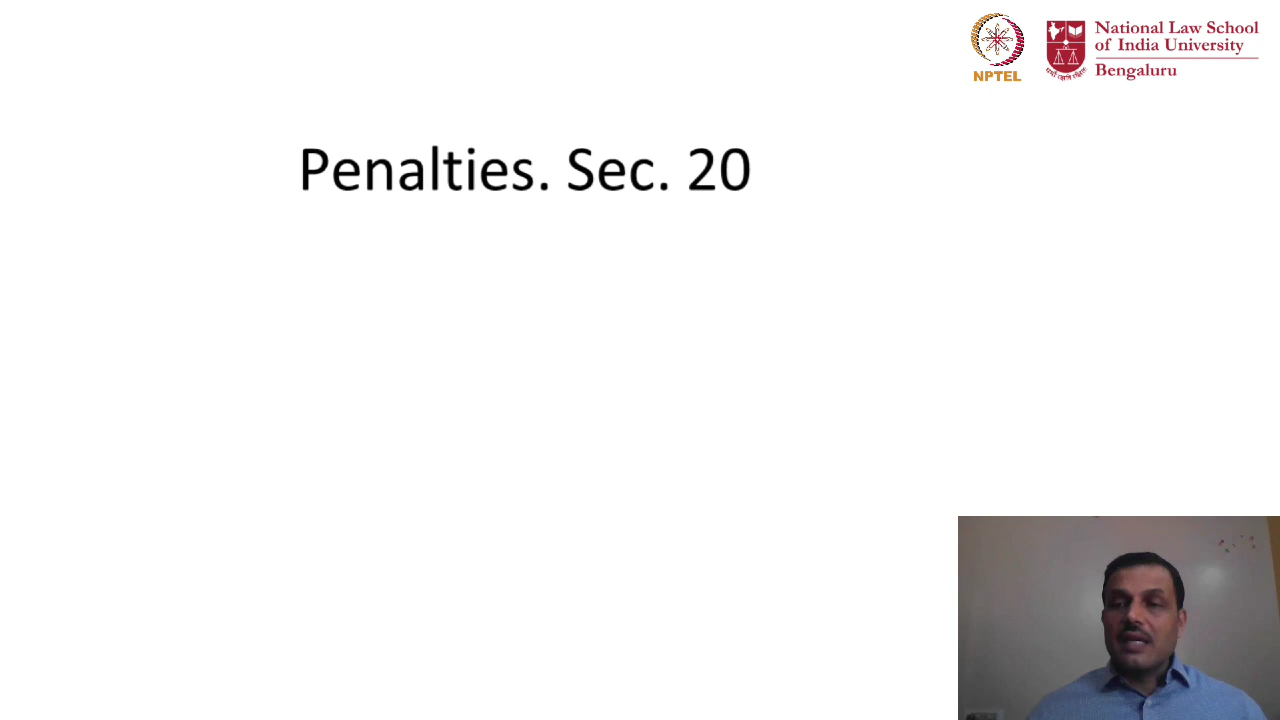 National Law School
of India University
Bengaluru
NPTEL
Penalties. Sec. 20